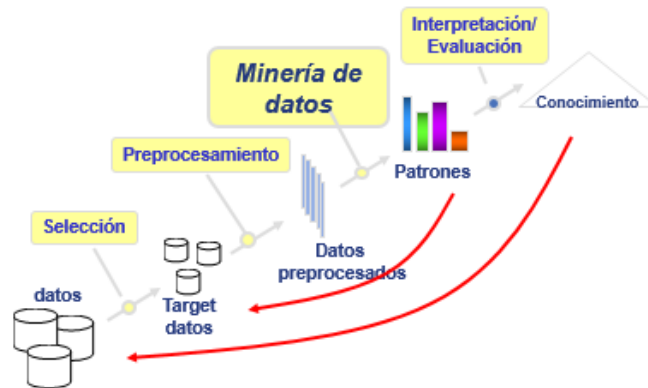 Interpretación/
Evaluación
Minería de
datos
Conocimiento
Preprocesamiento
Patrones
Selección
Datos
preprocesados
datos
Target
datos